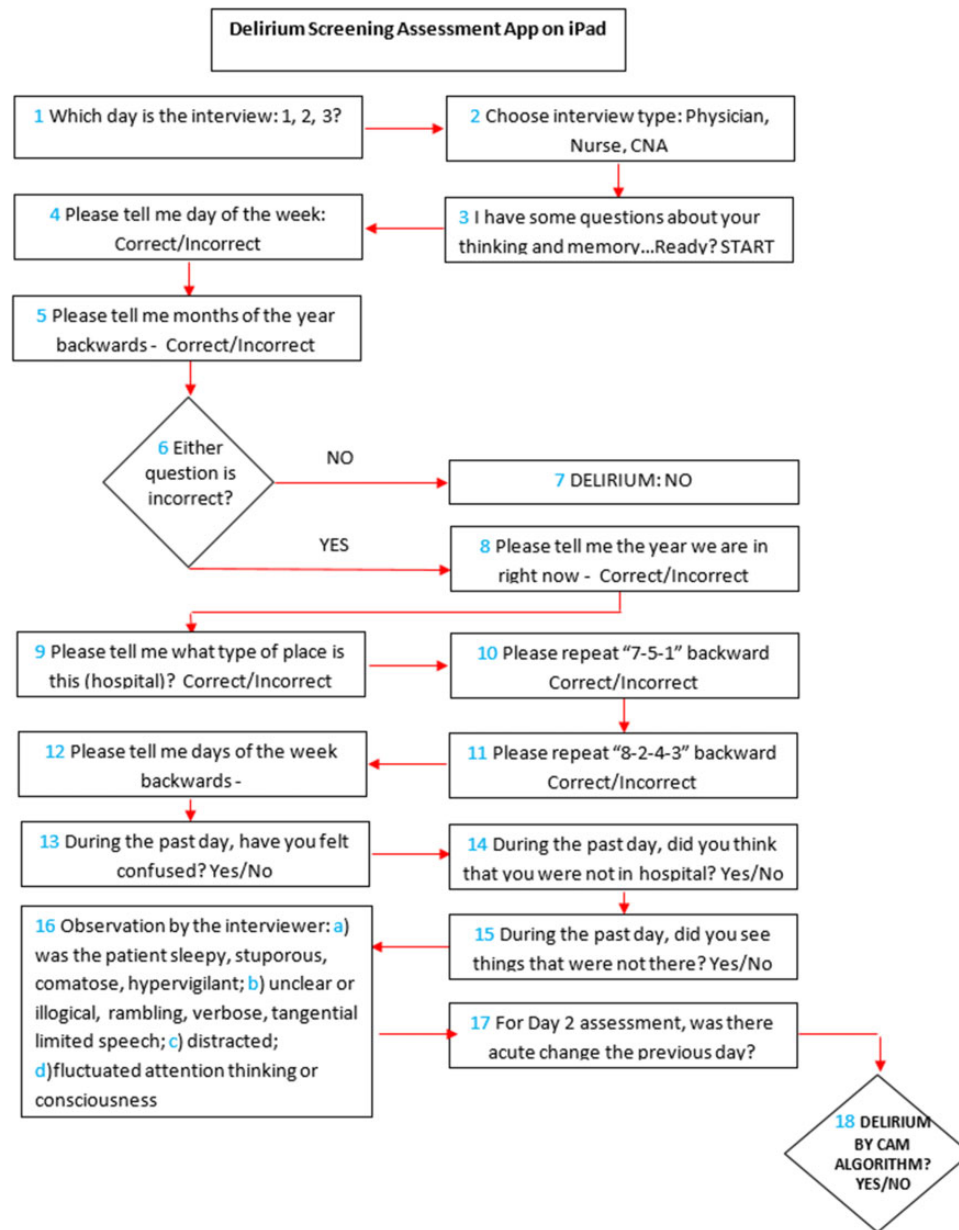 Delirium Screening Assessment App on iPad
1 Which day is the interview: 1, 2, 3?
2 Choose interview type: Physician,
Nurse, CNA
3 I have some questions about your
thinking and memory...Ready? START
4 Please tell me day of the week:
Correct/Incorrect
5 Please tell me months of the year
backwards - Correct/Incorrect
6 Either
question is
incorrect?
NO
7 DELIRIUM: NO
YES
8 Please tell me the year we are in
right now - Correct/Incorrect
9 Please tell me what type of place is
this (hospital)? Correct/Incorrect
10 Please repeat “7-5-1” backward
Correct/Incorrect
11 Please repeat “8-2-4-3” backward
Correct/Incorrect
12 Please tell me days of the week
backwards -
13 During the past day, have you felt
confused? Yes/No
14 During the past day, did you think
that you were not in hospital? Yes/No
15 During the past day, did you see
things that were not there? Yes/No
16 Observation by the interviewer: a)
was the patient sleepy, stuporous,
comatose, hypervigilant; b) unclear or
illogical, rambling, verbose, tangential
limited speech; c) distracted;
d)fluctuated attention thinking or
consciousness
17 For Day 2 assessment, was there
acute change the previous day?
18 DELIRIUM
BY CAM
ALGORITHM?
YES/NO